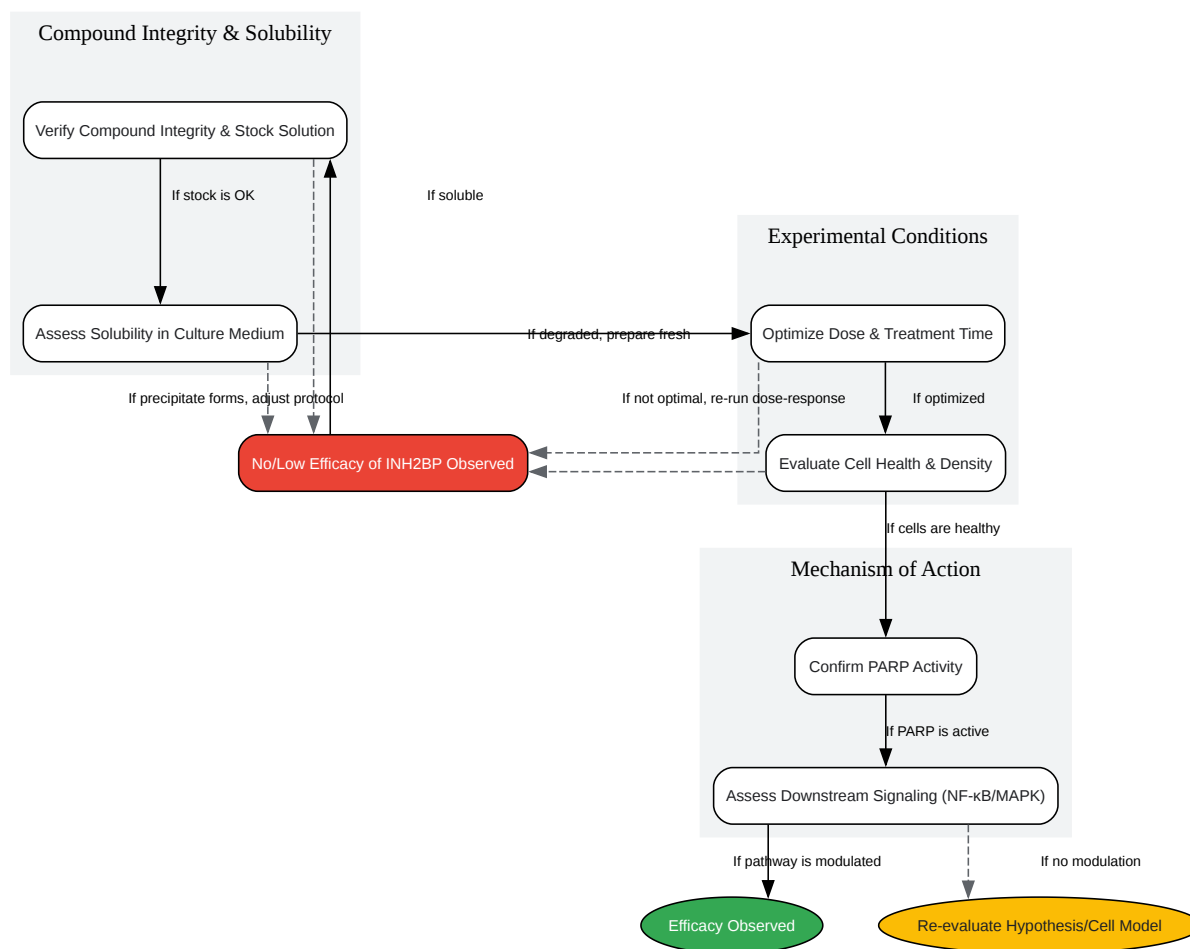 Compound Integrity & Solubility
Verify Compound Integrity & Stock Solution
If stock is OK
If soluble
Experimental Conditions
Assess Solubility in Culture Medium
If degraded, prepare fresh
Optimize Dose & Treatment Time
If precipitate forms, adjust protocol
If not optimal, re-run dose-response
If optimized
No/Low Efficacy of INH2BP Observed
Evaluate Cell Health & Density
If cells are healthy
Mechanism of Action
Confirm PARP Activity
If PARP is active
Assess Downstream Signaling (NF-κB/MAPK)
If pathway is modulated
If no modulation
Efficacy Observed
Re-evaluate Hypothesis/Cell Model